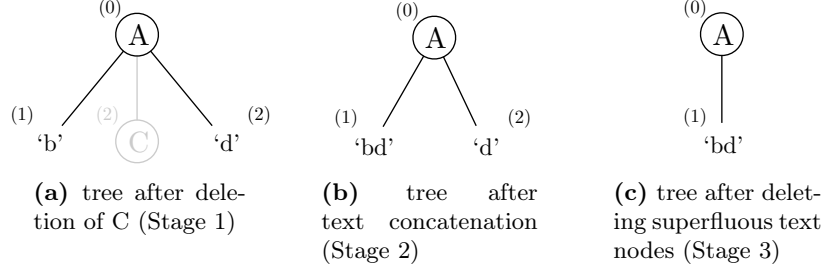 (0)
A
(1)
(2)
(2)
‘b’
C
‘d’
(a) tree after dele-
tion of C (Stage 1)
(0)
A
(1)
(2)
‘bd’
‘d’
(b) tree after
text concatenation
(Stage 2)
(0)
A
(1)
‘bd’
(c) tree after delet-
ing superfluous text
nodes (Stage 3)